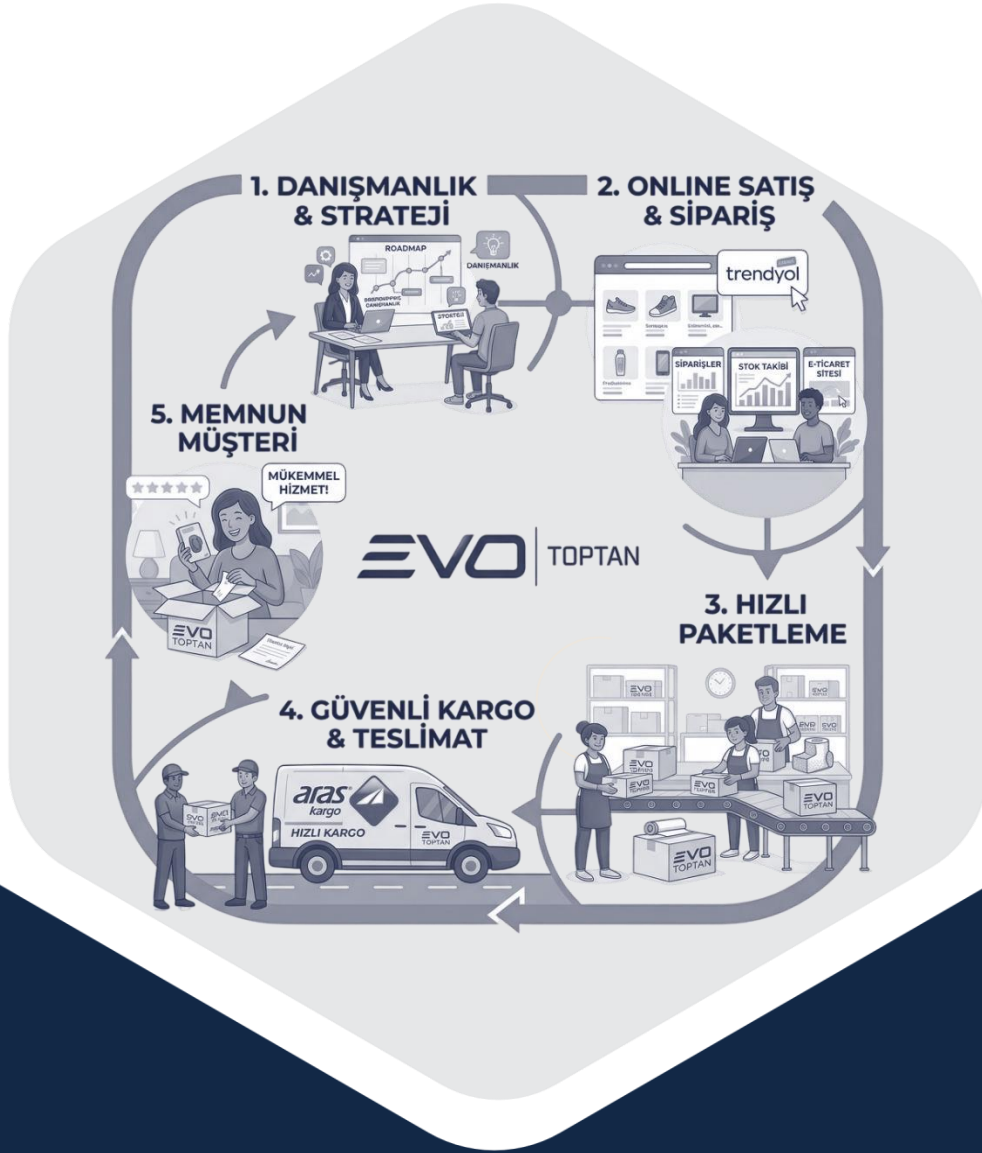 1. DANIŞMANLIK
& STRATEJİ
ROADMAP
DANIŞMANLIK
2. ONLINE SATIŞ
& SİPARİŞ
trendyol
SİPARİŞLER
STOK TAKİBİ
E-TİCARET
SİTESİ
5. MEMNUN
MÜŞTERİ
MÜKEMMEL
HİZMET!
EVO
TOPTAN
EVO TOPTAN
3. HIZLI
PAKETLEME
EVO
EVO
EVO
TOPTAN
EVO
TOPTAN
4. GÜVENLİ KARGO
& TESLİMAT
aras
kargo
HIZLI KARGO
EVO
TOPTAN